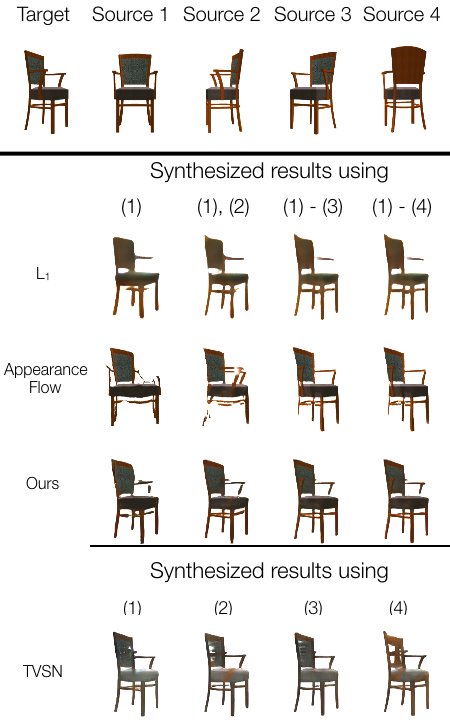 Target Source 1 Source 2 Source 3 Source 4
Synthesized results using
(1) (1), (2) (1) - (3) (1) - (4)
L₁
Appearance
Flow
Ours
Synthesized results using
(1) (2) (3) (4)
TVSN